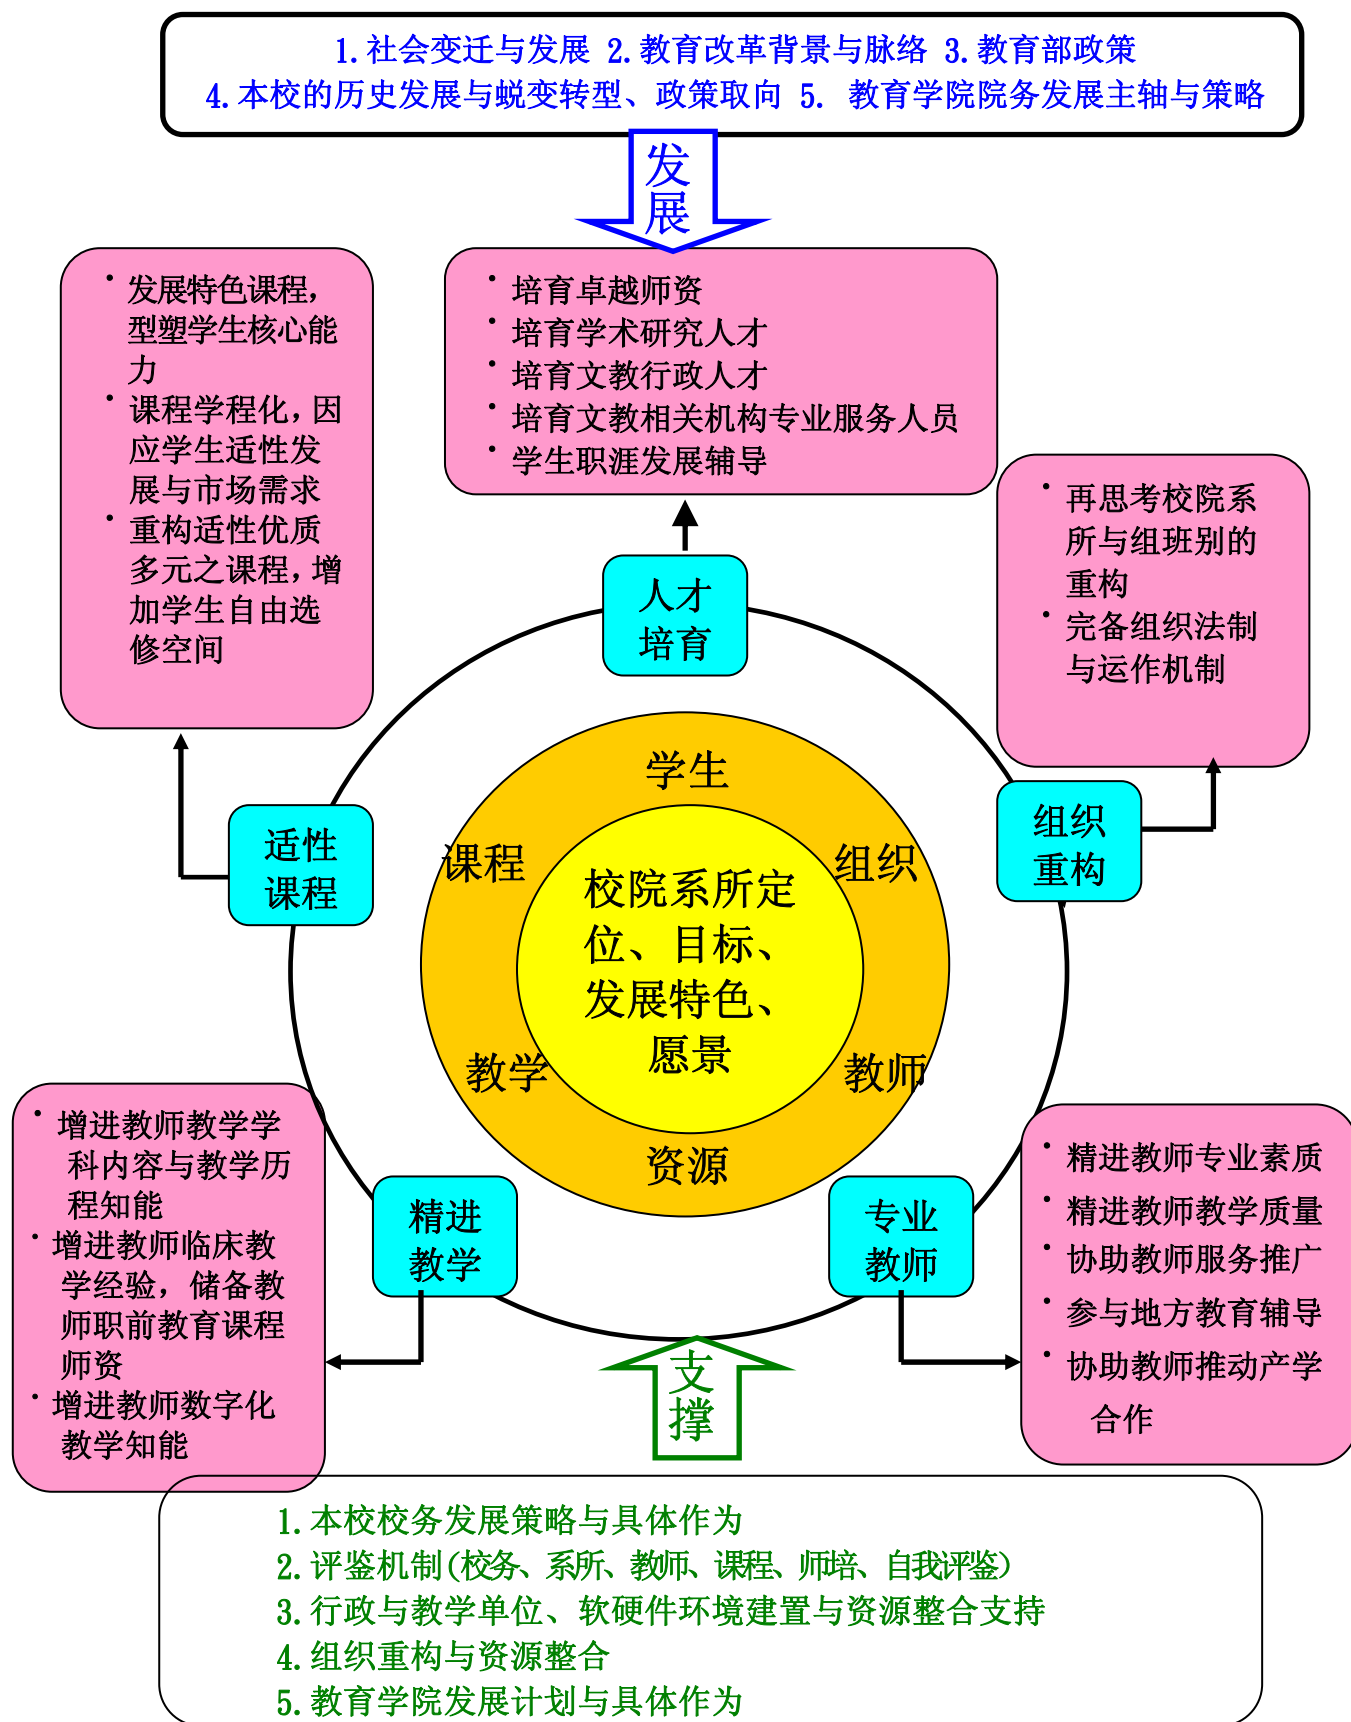 1.社会变迁与发展 2.教育改革背景与脉络 3.教育部政策
4.本校的历史发展与蜕变转型、政策取向 5. 教育学院院务发展主轴与策略
发
展
· 发展特色课程，
型塑学生核心能
力
· 课程学程化，因
应学生适性发
展与市场需求
· 重构适性优质
多元之课程，增
加学生自由选
修空间
· 培育卓越师资
· 培育学术研究人才
· 培育文教行政人才
· 培育文教相关机构专业服务人员
· 学生职涯发展辅导
· 再思考校院系
所与组班别的
重构
· 完备组织法制
与运作机制
人才
培育
适性
课程
组织
重构
学生
课程
组织
校院系所定
位、目标、
发展特色、
愿景
教学
教师
资源
精进
教学
专业
教师
· 增进教师教学学
科内容与教学历
程知能
· 增进教师临床教
学经验，储备教
师职前教育课程
师资
· 增进教师数字化
教学知能
· 精进教师专业素质
· 精进教师教学质量
· 协助教师服务推广
· 参与地方教育辅导
· 协助教师推动产学
合作
支
撑
1.本校校务发展策略与具体作为
2.评鉴机制(校务、系所、教师、课程、师培、自我评鉴)
3.行政与教学单位、软硬件环境建置与资源整合支持
4.组织重构与资源整合
5.教育学院发展计划与具体作为